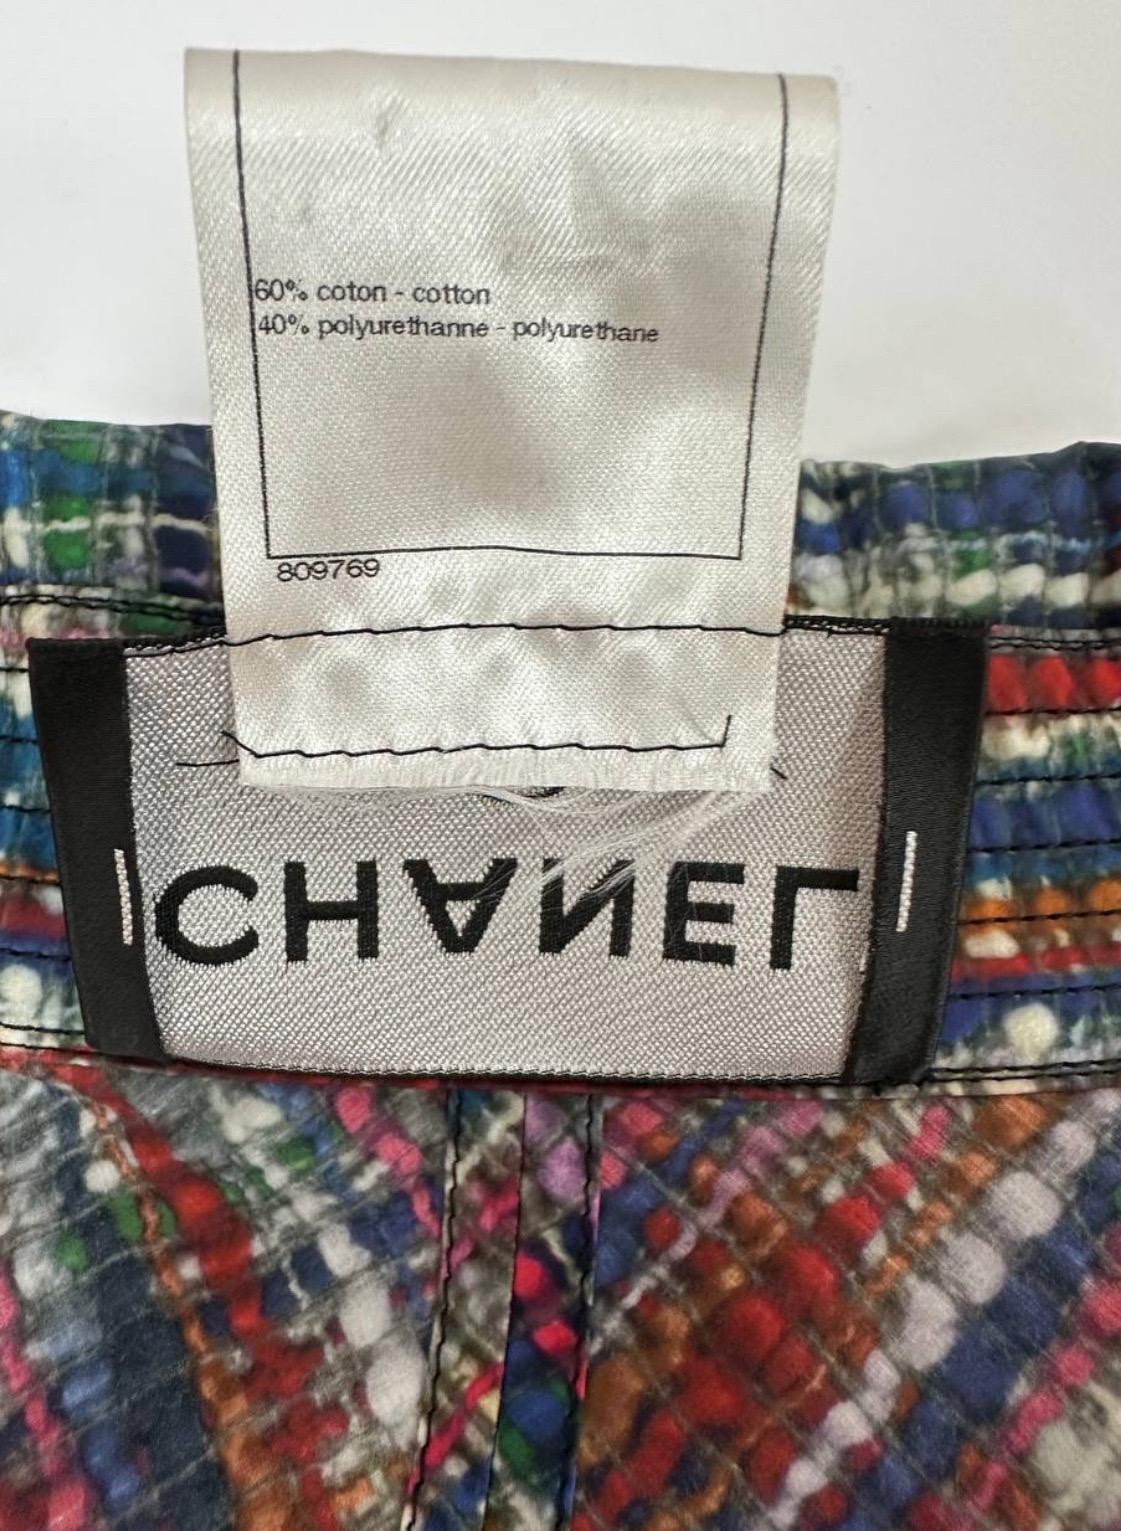 60% coton - cotton
40% polyurethanne - polyurethane
809769
CHANEL